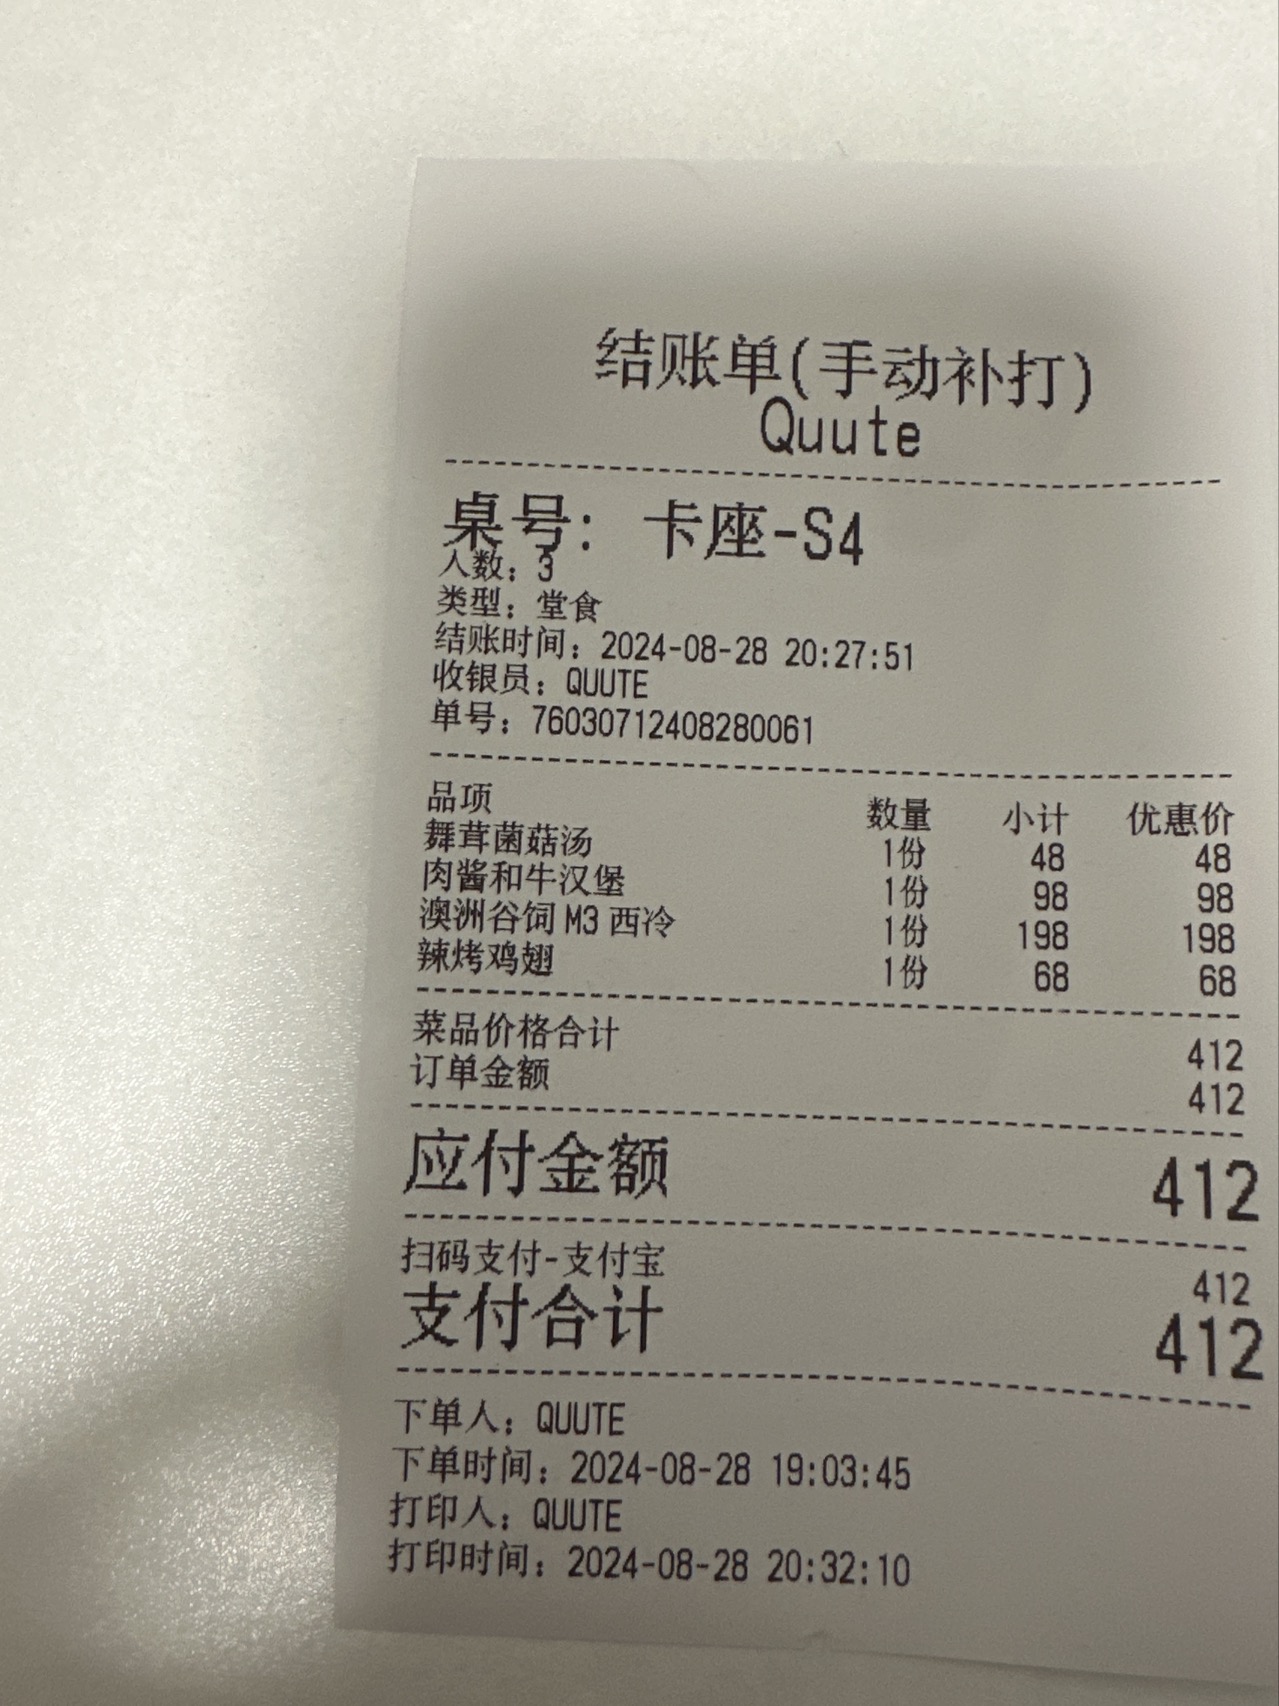 结账单(手动补打)
Quute
桌号: 卡座-S4
人数：3
类型：堂食
结账时间：2024-08-28 20:27:51
收银员：QUUTE
单号：76030712408280061
品项 数量 小计 优惠价
舞茸菌菇汤 1份 48 48
肉酱和牛汉堡 1份 98 98
澳洲谷饲M3西冷 1份 198 198
辣烤鸡翅 1份 68 68
菜品价格合计 412
订单金额 412
应付金额 412
扫码支付-支付宝 412
支付合计 412
下单人：QUUTE
下单时间：2024-08-28 19:03:45
打印人：QUUTE
打印时间：2024-08-28 20:32:10